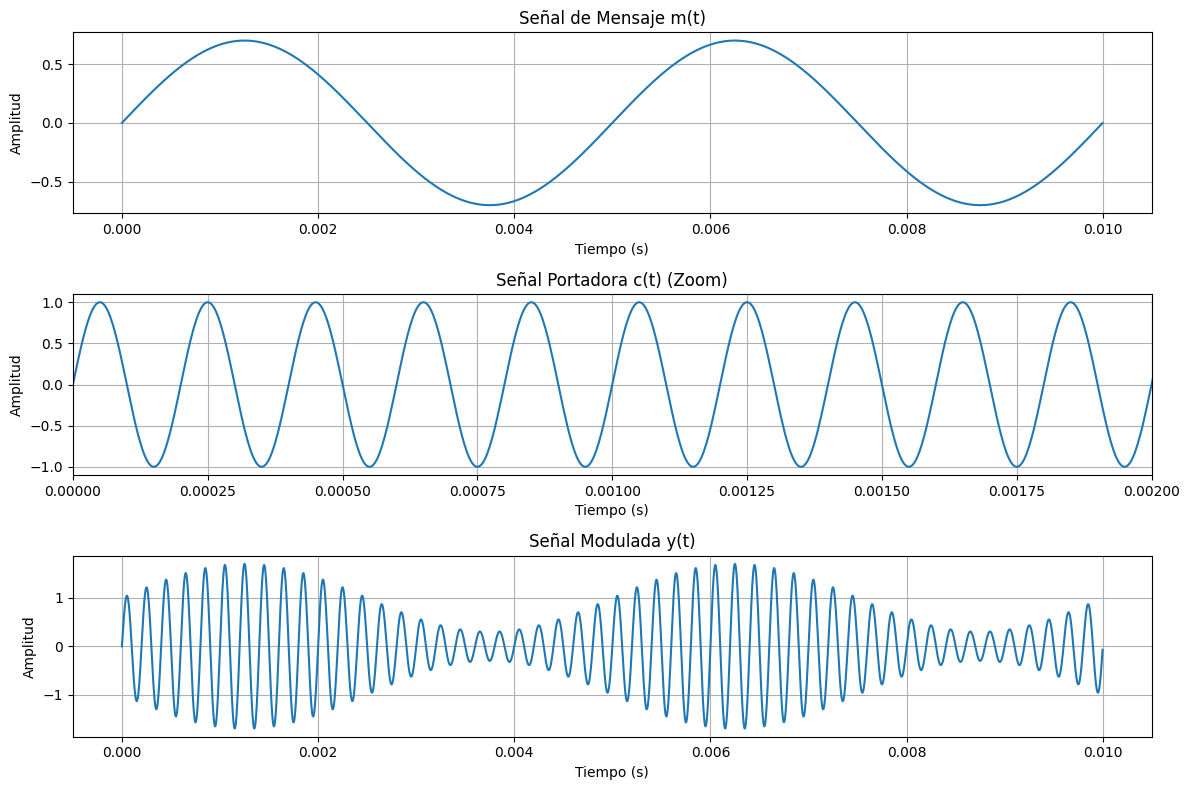 Señal de Mensaje m(t)
Amplitud
0.5
0.0
−0.5
0.000 0.002 0.004 0.006 0.008 0.010
Tiempo (s)
Señal Portadora c(t) (Zoom)
Amplitud
1.0
0.5
0.0
−0.5
−1.0
0.00000 0.00025 0.00050 0.00075 0.00100 0.00125 0.00150 0.00175 0.00200
Tiempo (s)
Señal Modulada y(t)
Amplitud
1
0
−1
0.000 0.002 0.004 0.006 0.008 0.010
Tiempo (s)